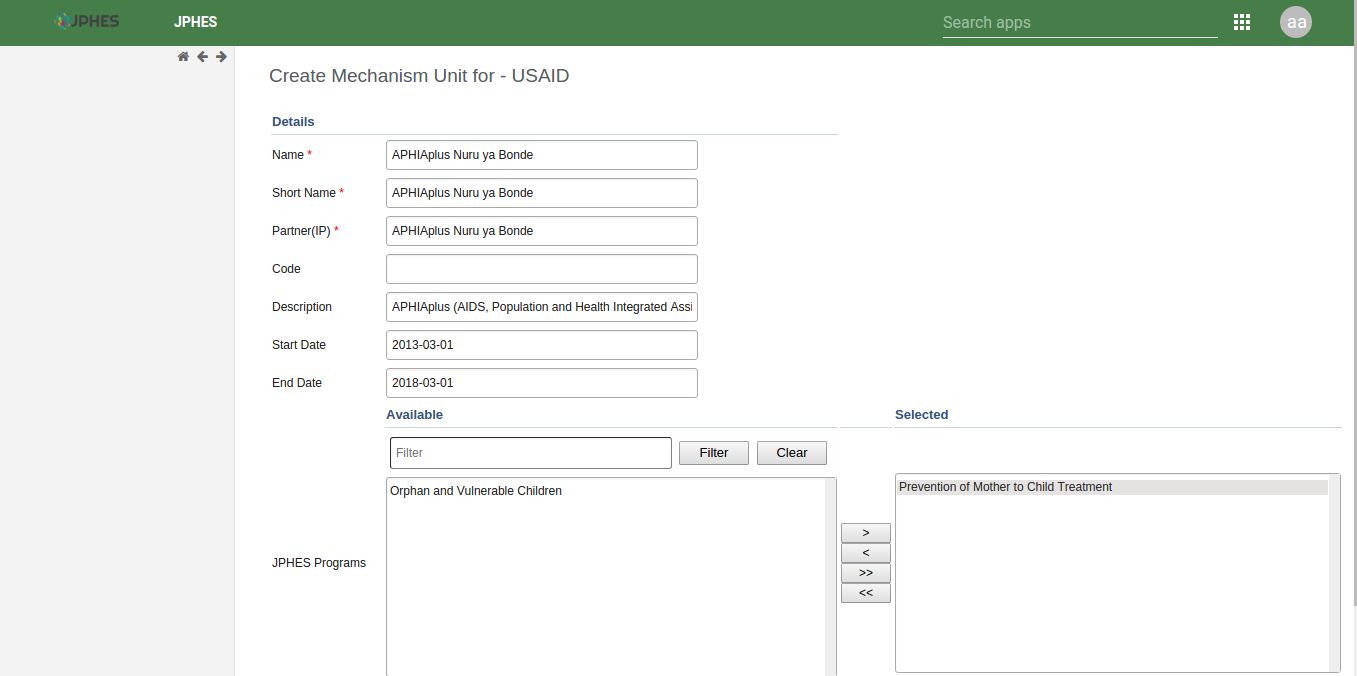 JPHES JPHES Search apps aa
Create Mechanism Unit for - USAID
Details
Name * APHIAplus Nuru ya Bonde
Short Name * APHIAplus Nuru ya Bonde
Partner(IP) * APHIAplus Nuru ya Bonde
Code
Description APHIAplus (AIDS, Population and Health Integrated Assi
Start Date 2013-03-01
End Date 2018-03-01
Available Selected
Filter Filter Clear
Orphan and Vulnerable Children
Prevention of Mother to Child Treatment
>
<
JPHES Programs
>>
<<